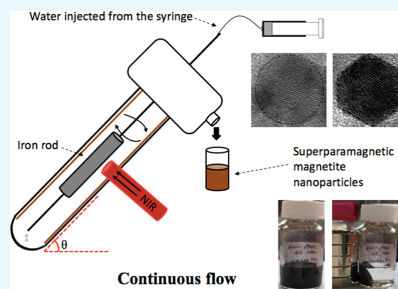 Water injected from the syringe
Iron rod
NIR
θ
Superparamagnetic
magnetite
nanoparticles
Continuous flow